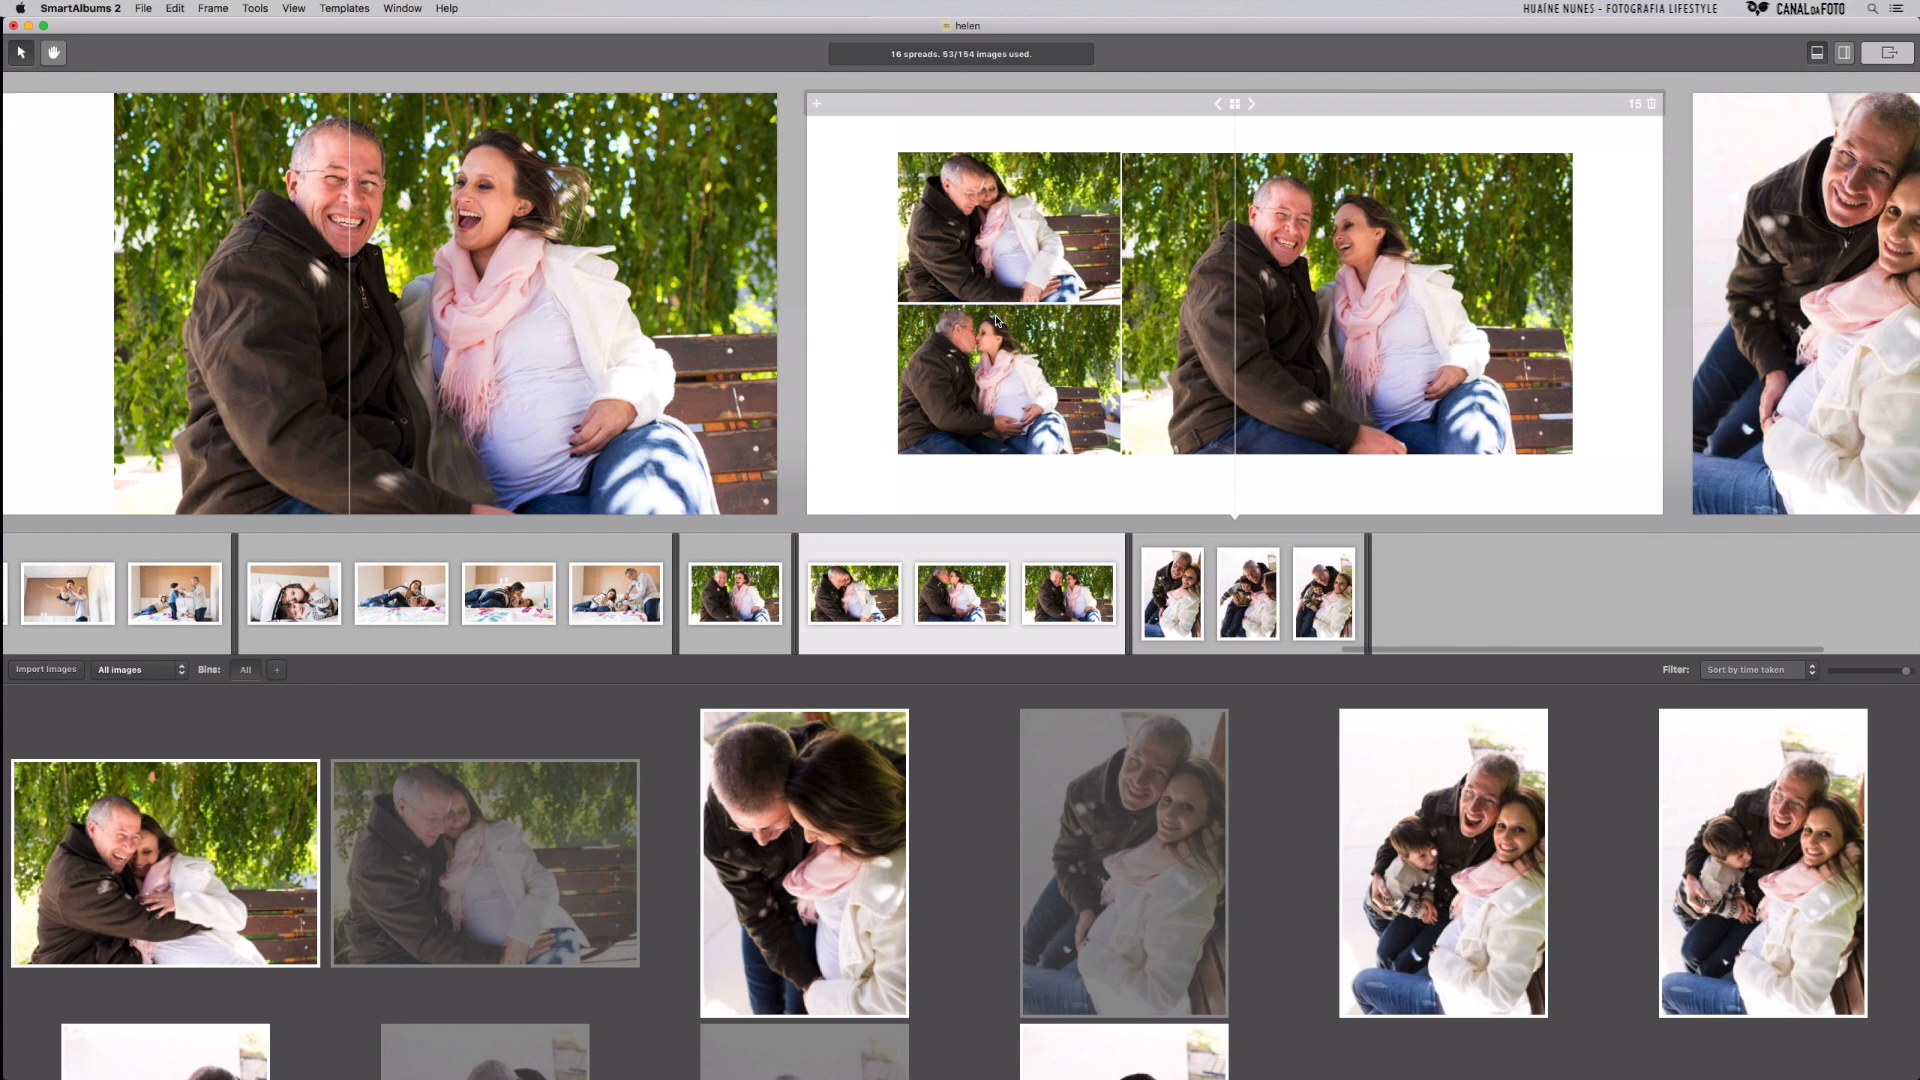 SmartAlbums 2 File Edit Frame Tools View Templates Window Help
HUAÍNE NUNES - FOTOGRAFIA LIFESTYLE CANAL DA FOTO
helen
16 spreads. 53/154 images used.
15
Import Images All images Bins: All + Filter: Sort by time taken